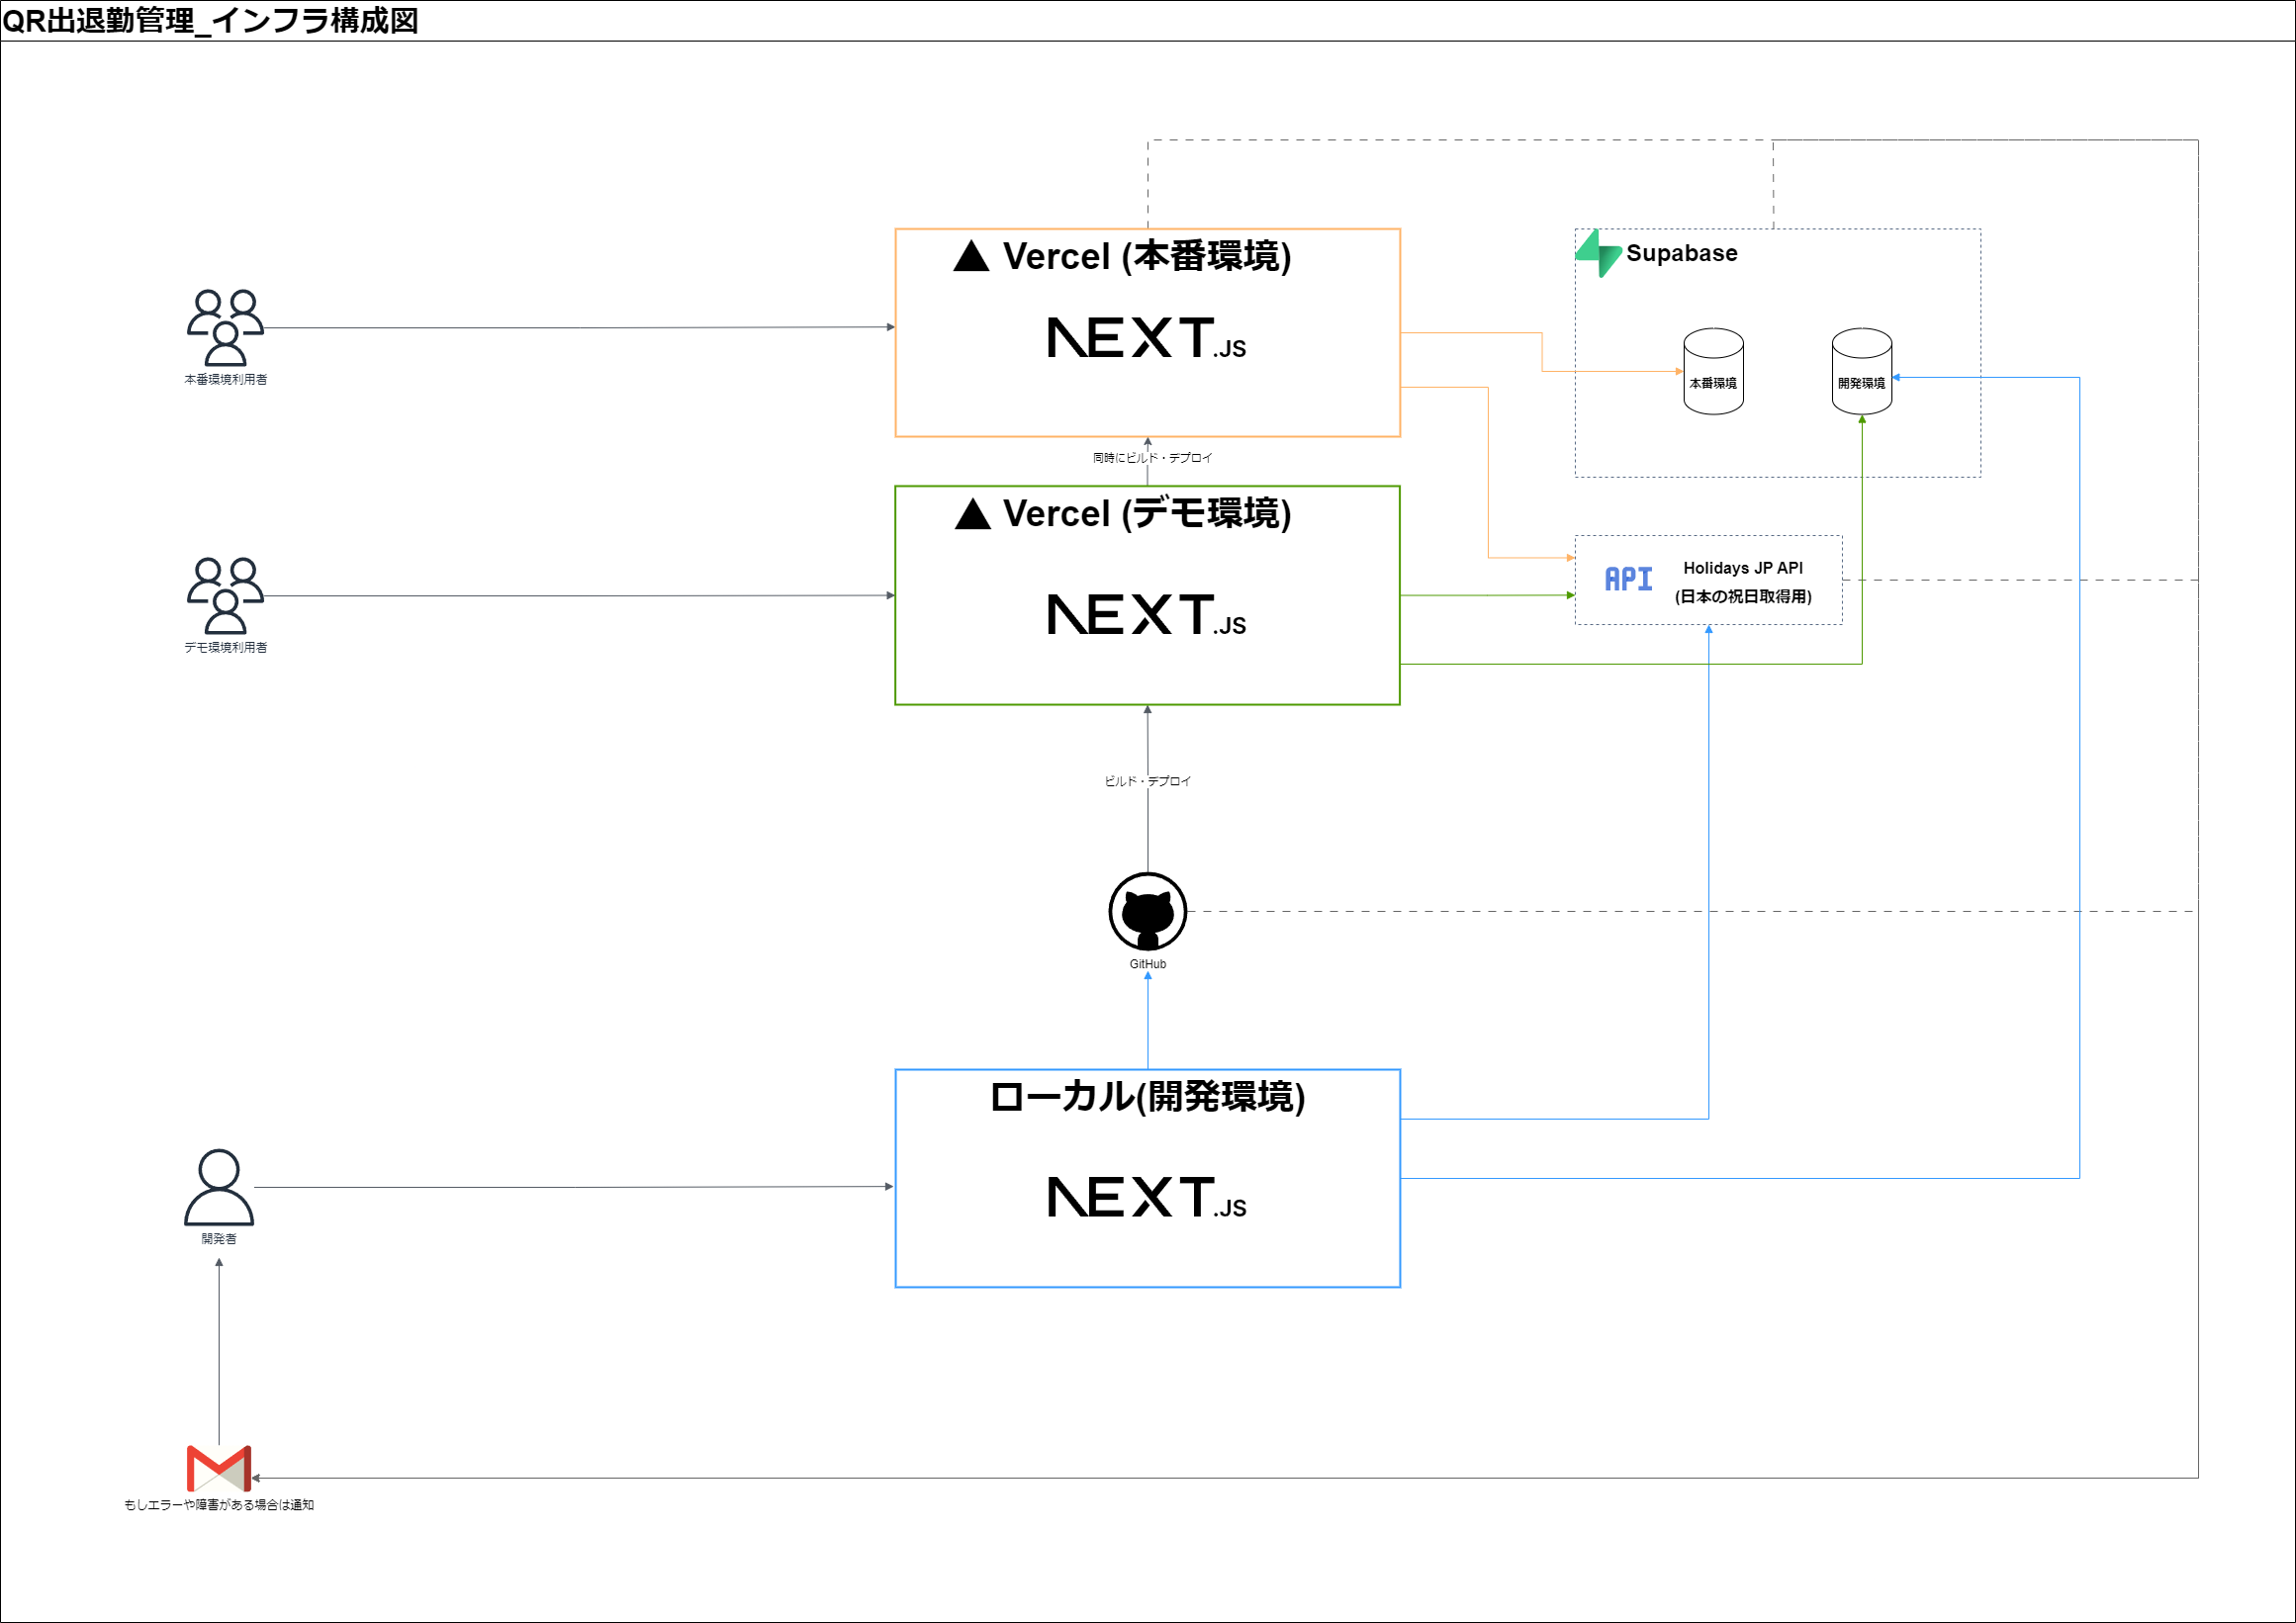 QR出退勤管理_インフラ構成図
Vercel (本番環境)
NEXT.JS
本番環境利用者
Supabase
本番環境
開発環境
同時にビルド・デプロイ
Vercel (デモ環境)
NEXT.JS
デモ環境利用者
API
Holidays JP API
(日本の祝日取得用)
ビルド・デプロイ
GitHub
ローカル(開発環境)
NEXT.JS
開発者
もしエラーや障害がある場合は通知